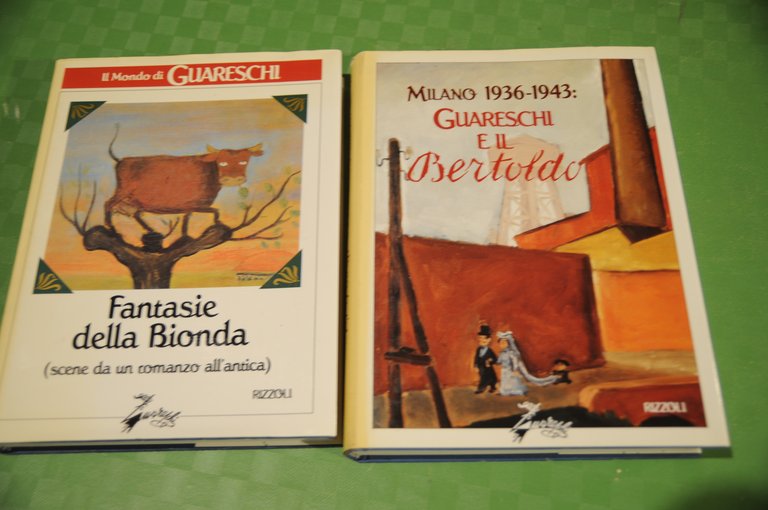 Il Mondo di GUARESCHI
Fantasie
della Bionda
(scene da un romanzo all'antica)
RIZZOLI
MILANO 1936-1943:
GUARESCHI
E IL
Bertoldo
RIZZOLI